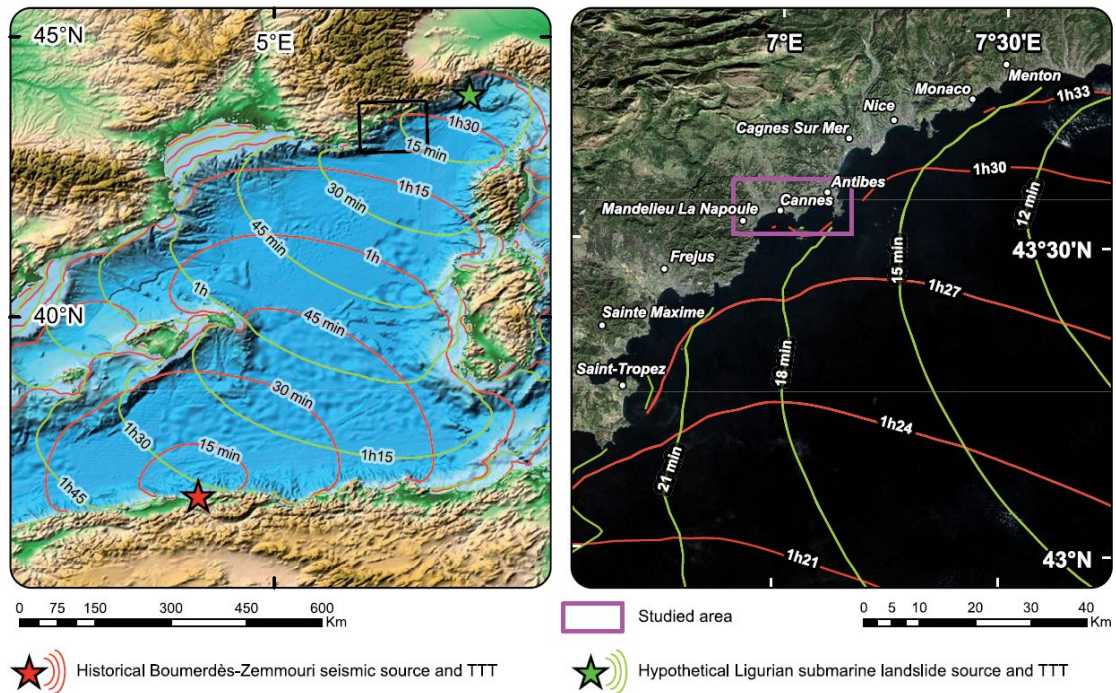 45°N
5°E
1h30
15 min
30 min
1h15
45 min
1h
1h
40°N
45 min
30 min
15 min
1h30
1h15
1h45
7°E
7°30'E
Menton
Monaco
1h33
Nice
Cagnes Sur Mer
1h30
Antibes
12 min
Cannes
Mandelieu La Napoule
43°30'N
15 min
Frejus
1h27
Sainte Maxime
18 min
Saint-Tropez
1h24
21 min
1h21
43°N
0 75 150 300 450 600
Km
Studied area
0 5 10 20 30 40
Km
Historical Boumerdès-Zemmouri seismic source and TTT
Hypothetical Ligurian submarine landslide source and TTT